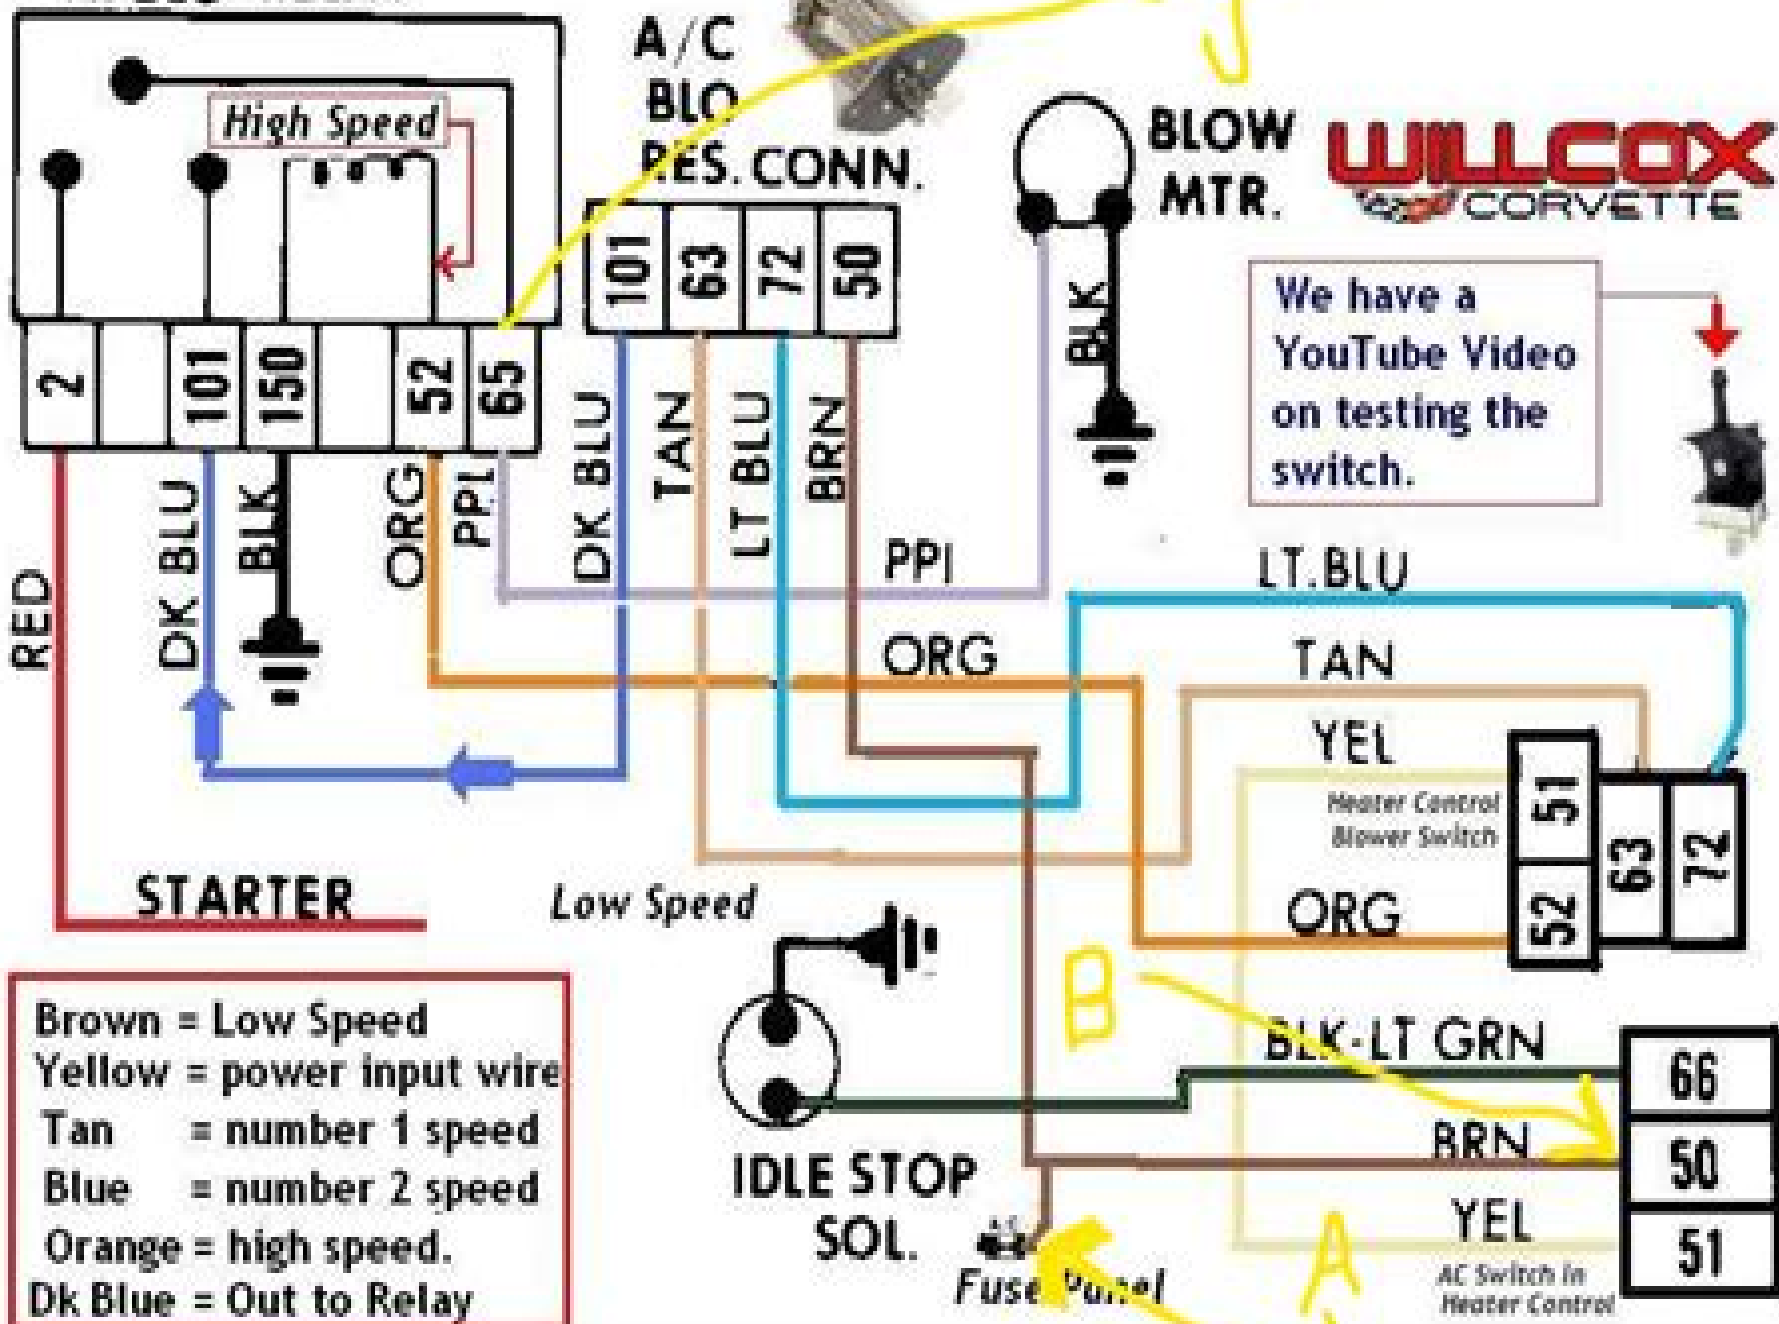 A/C
BLO
RES. CONN.
High Speed
BLOW
MTR.
WILLCOX
CORVETTE
J
101
63
72
50
2
101
150
52
65
BLK
We have a
YouTube Video
on testing the
switch.
RED
DK BLU
BLK
ORG
PPL
DK BLU
TAN
LT BLU
BRN
PPI
LT.BLU
ORG
TAN
YEL
Heater Control
Blower Switch
51
52
63
72
STARTER
Low Speed
ORG
B
BLK-LT GRN
66
BRN
50
IDLE STOP
SOL.
YEL
51
A
Fuse Panel
AC Switch in
Heater Control
Brown = Low Speed
Yellow = power input wire
Tan = number 1 speed
Blue = number 2 speed
Orange = high speed.
Dk Blue = Out to Relay